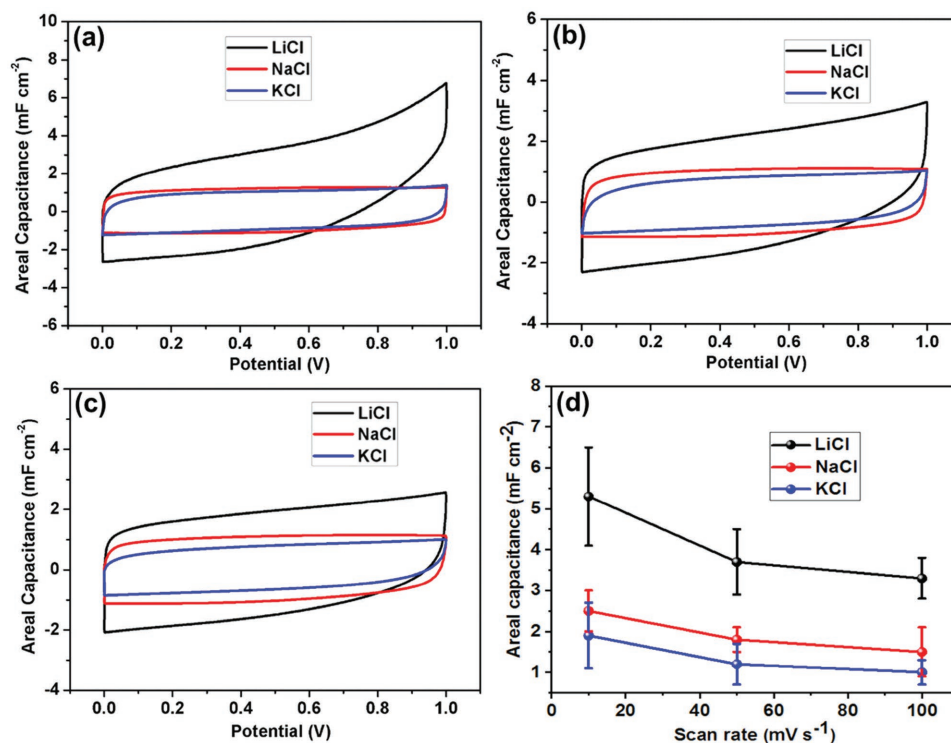 (a)
LiCl
NaCl
KCl
Areal Capacitance (mF cm⁻²)
10
8
6
4
2
0
-2
-4
-6
0.0 0.2 0.4 0.6 0.8 1.0
Potential (V)
(b)
LiCl
NaCl
KCl
Areal Capacitance (mF cm⁻²)
6
4
2
0
-2
-4
0.0 0.2 0.4 0.6 0.8 1.0
Potential (V)
(c)
LiCl
NaCl
KCl
Areal Capacitance (mF cm⁻²)
6
4
2
0
-2
-4
0.0 0.2 0.4 0.6 0.8 1.0
Potential (V)
(d)
LiCl
NaCl
KCl
Areal capacitance (mF cm⁻²)
8
7
6
5
4
3
2
1
0 20 40 60 80 100
Scan rate (mV s⁻¹)